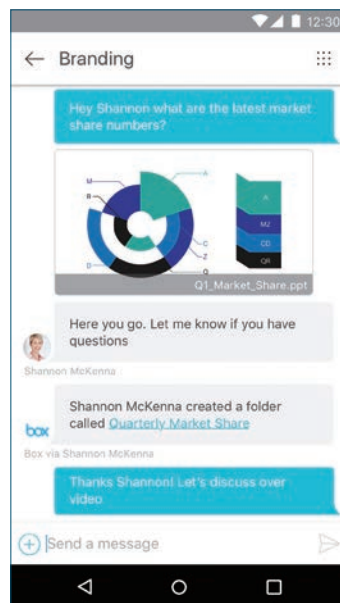 12:30
Branding
Hey Shannon what are the latest market
share numbers?
M
A
R
C
Z
D
Q
A
M2
CD
QR
Q1_Market_Share.ppt
Here you go. Let me know if you have
questions
Shannon McKenna
Shannon McKenna created a folder
called Quarterly Market Share
box
Box via Shannon McKenna
Thanks Shannon! Let's discuss over
video
Send a message